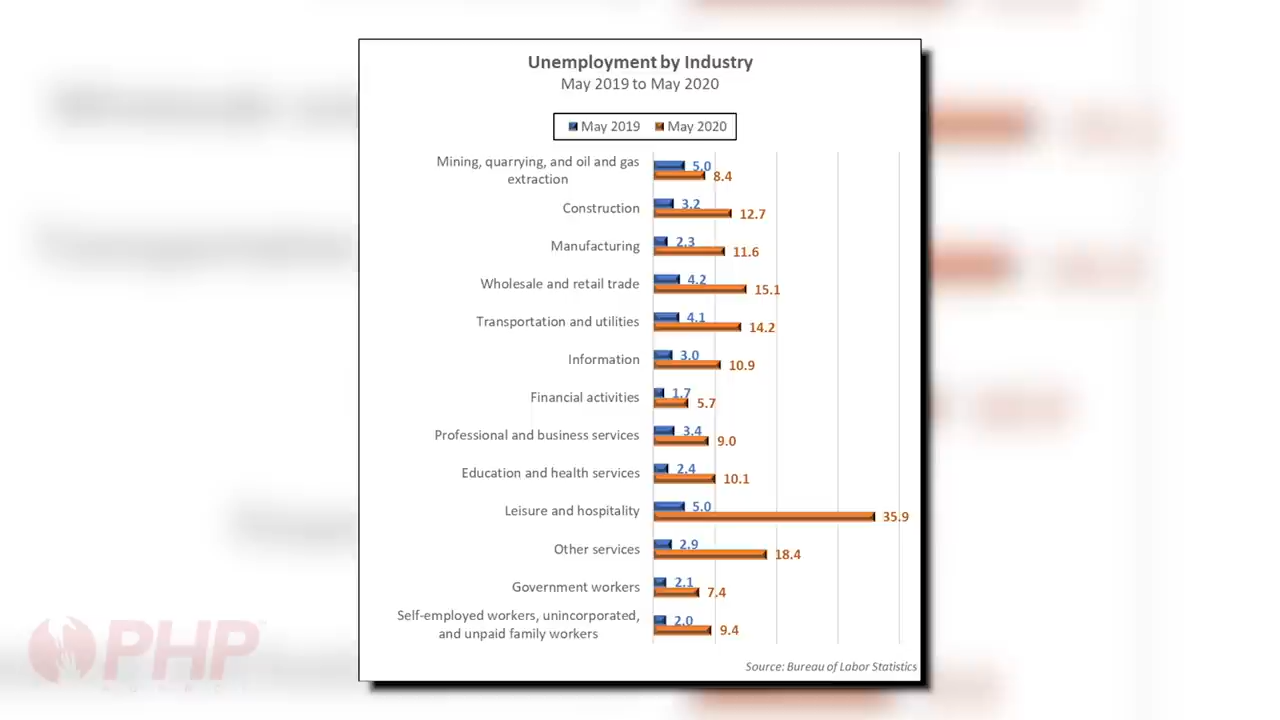 Unemployment by Industry
May 2019 to May 2020
May 2019 May 2020
Mining, quarrying, and oil and gas
extraction
5.0
8.4
Construction
3.2
12.7
Manufacturing
2.3
11.6
Wholesale and retail trade
4.2
15.1
Transportation and utilities
4.1
14.2
Information
3.0
10.9
Financial activities
1.7
5.7
Professional and business services
3.4
9.0
Education and health services
2.4
10.1
Leisure and hospitality
5.0
35.9
Other services
2.9
18.4
Government workers
2.1
7.4
Self-employed workers, unincorporated,
and unpaid family workers
2.0
9.4
Source: Bureau of Labor Statistics
PHP
AGENCY